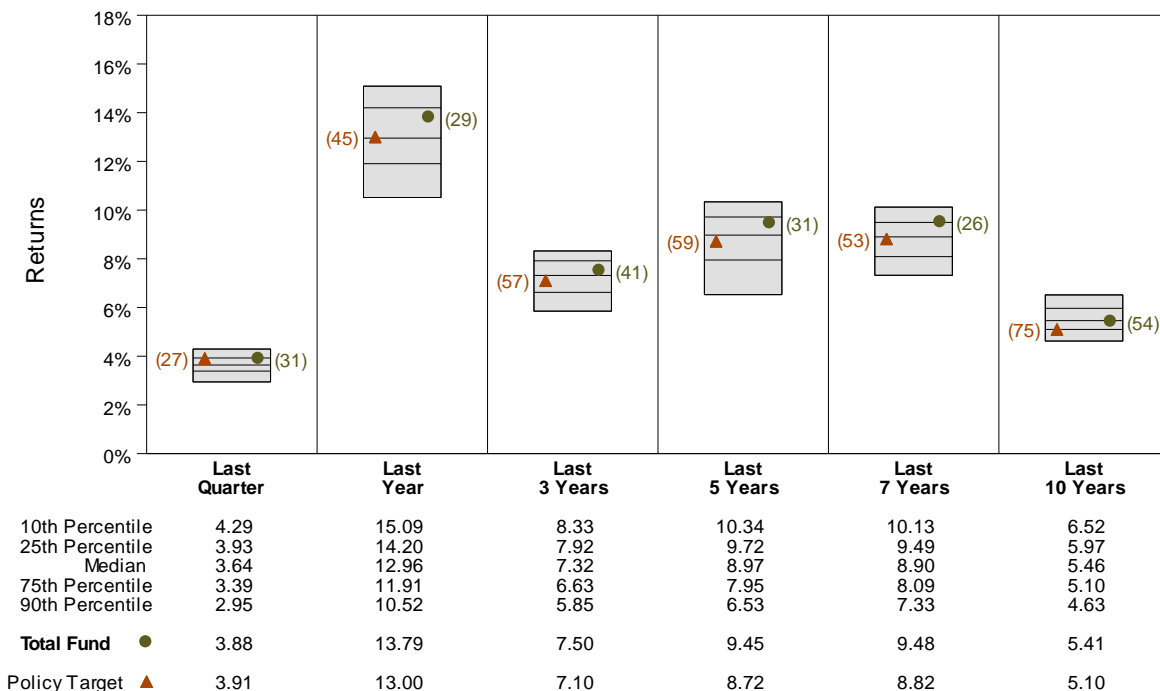 18%
16%
14%
12%
10%
8%
6%
4%
2%
0%
Returns
(27) (31)
(45) (29)
(57) (41)
(59) (31)
(53) (26)
(75) (54)
Last Last Last Last Last Last
Quarter Year 3 Years 5 Years 7 Years 10 Years
10th Percentile 4.29 15.09 8.33 10.34 10.13 6.52
25th Percentile 3.93 14.20 7.92 9.72 9.49 5.97
Median 3.64 12.96 7.32 8.97 8.90 5.46
75th Percentile 3.39 11.91 6.63 7.95 8.09 5.10
90th Percentile 2.95 10.52 5.85 6.53 7.33 4.63
Total Fund 3.88 13.79 7.50 9.45 9.48 5.41
Policy Target 3.91 13.00 7.10 8.72 8.82 5.10